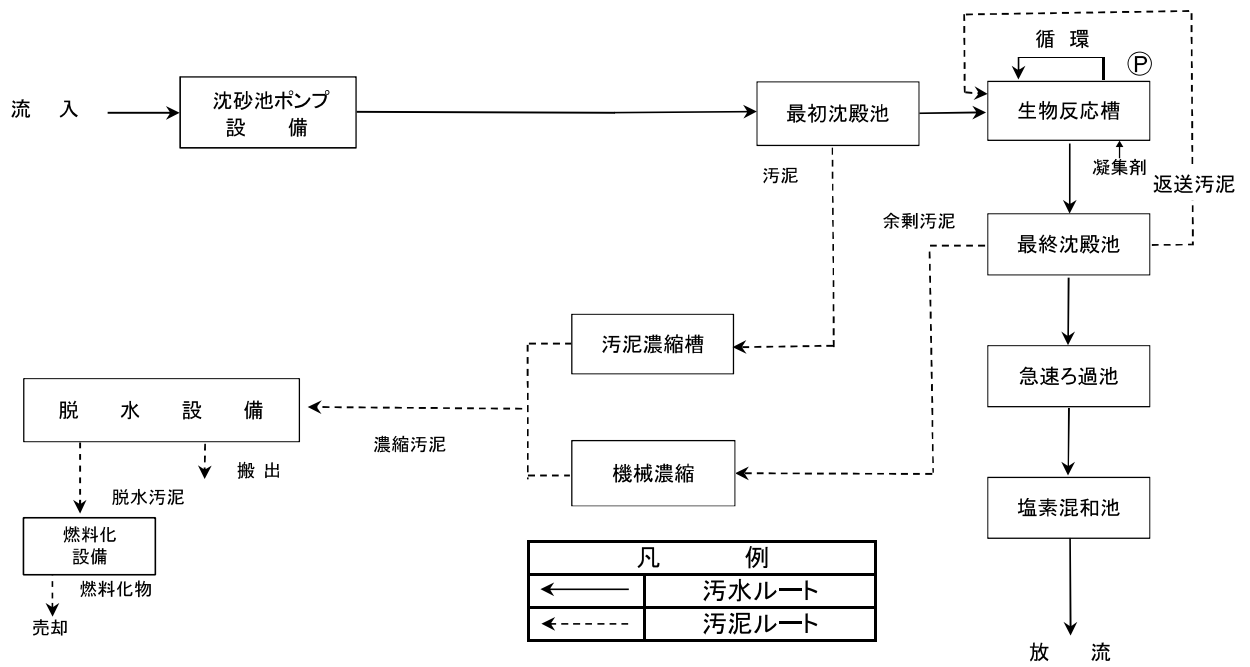 循 環
Ⓟ
流 入
沈砂池ポンプ
設 備
最初沈殿池
生物反応槽
汚泥
凝集剤
返送汚泥
余剰汚泥
最終沈殿池
汚泥濃縮槽
急速ろ過池
脱 水 設 備
濃縮汚泥
搬 出
機械濃縮
脱水汚泥
塩素混和池
燃料化
設備
燃料化物
売却
凡 例
汚水ルート
汚泥ルート
放 流